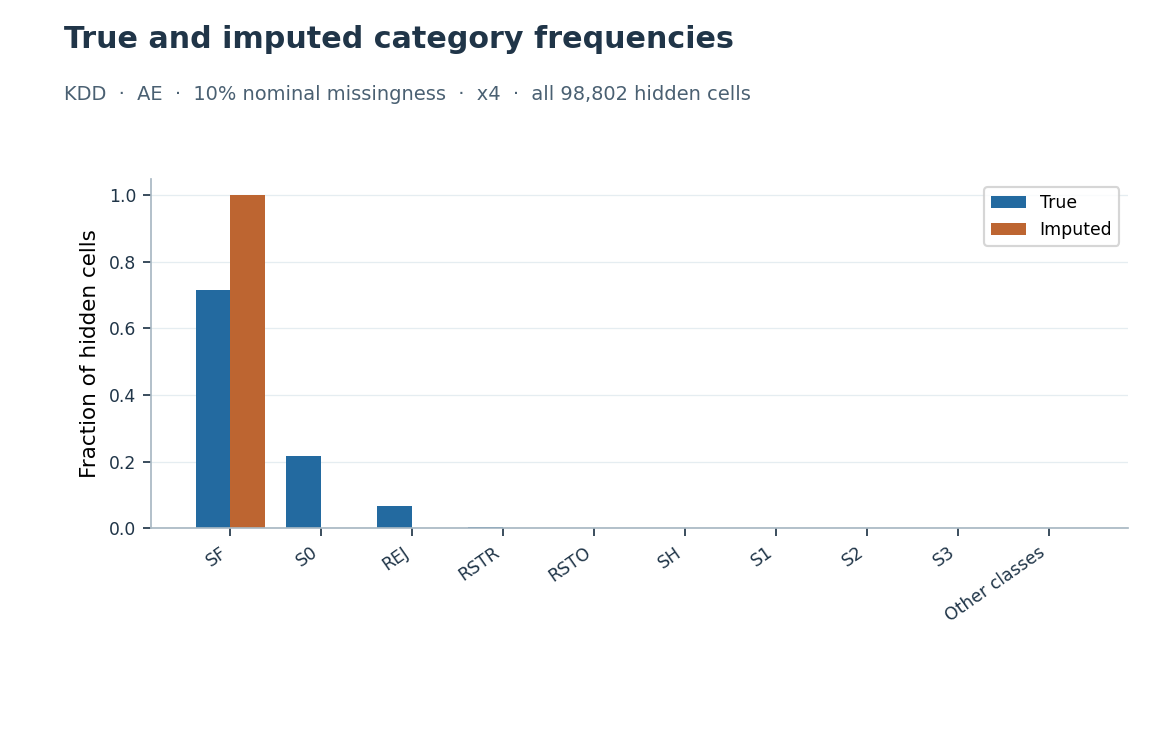 True and imputed category frequencies
KDD · AE · 10% nominal missingness · x4 · all 98,802 hidden cells
Fraction of hidden cells
1.0
0.8
0.6
0.4
0.2
0.0
True
Imputed
SF
S0
REJ
RSTR
RSTO
SH
S1
S2
S3
Other classes